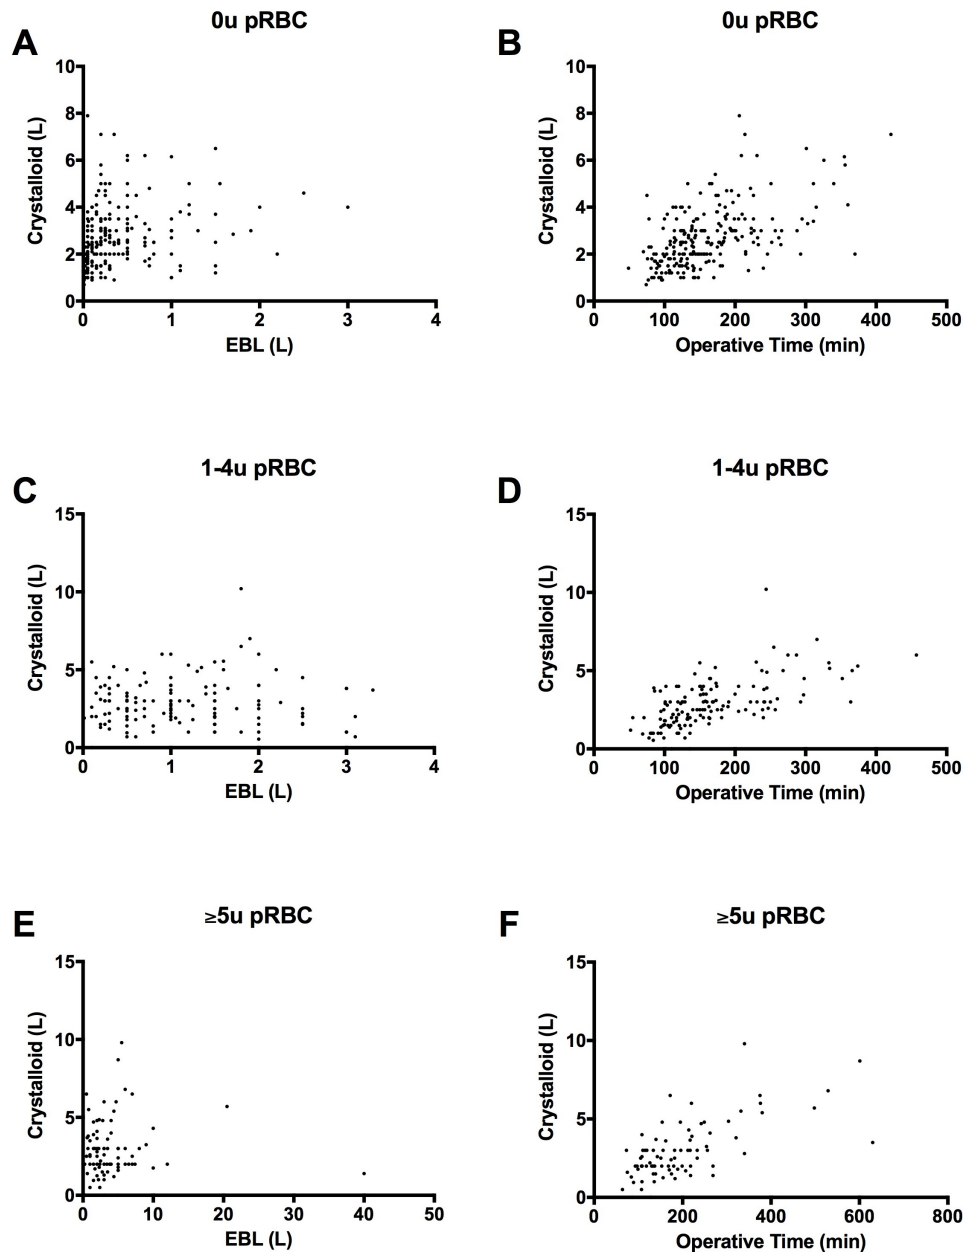 A
0u pRBC
10
8
6
4
2
0
Crystalloid (L)
0 1 2 3 4
EBL (L)
B
0u pRBC
10
8
6
4
2
0
Crystalloid (L)
0 100 200 300 400 500
Operative Time (min)
C
1-4u pRBC
15
10
5
0
Crystalloid (L)
0 1 2 3 4
EBL (L)
D
1-4u pRBC
15
10
5
0
Crystalloid (L)
0 100 200 300 400 500
Operative Time (min)
E
≥5u pRBC
15
10
5
0
Crystalloid (L)
0 10 20 30 40 50
EBL (L)
F
≥5u pRBC
15
10
5
0
Crystalloid (L)
0 200 400 600 800
Operative Time (min)